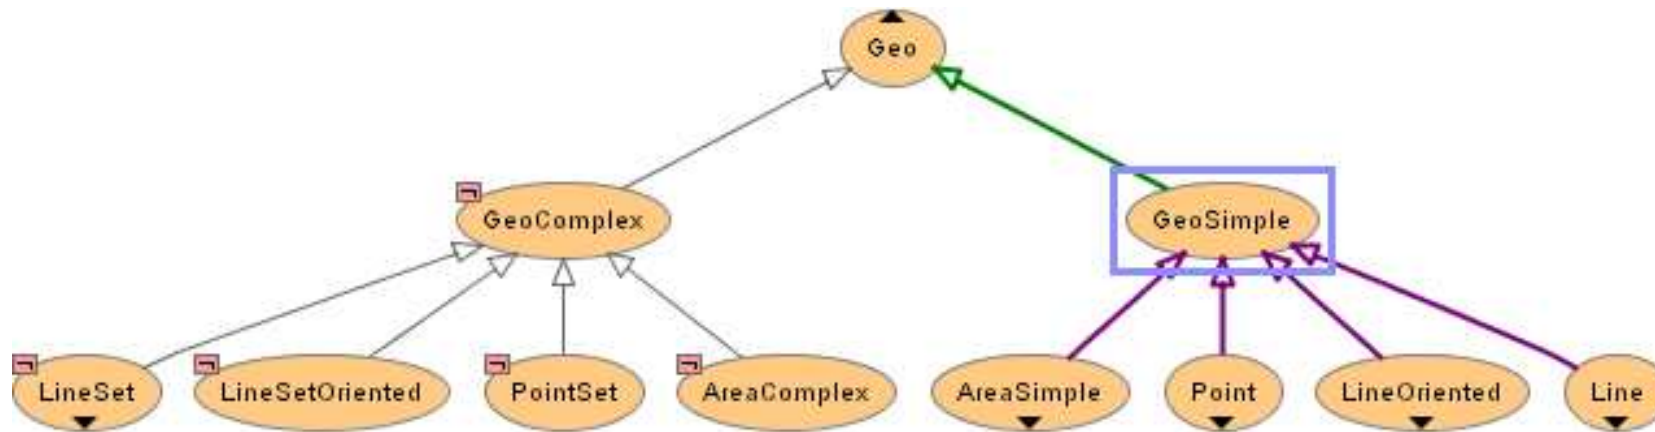 Geo
GeoComplex
GeoSimple
LineSet
LineSetOriented
PointSet
AreaComplex
AreaSimple
Point
LineOriented
Line